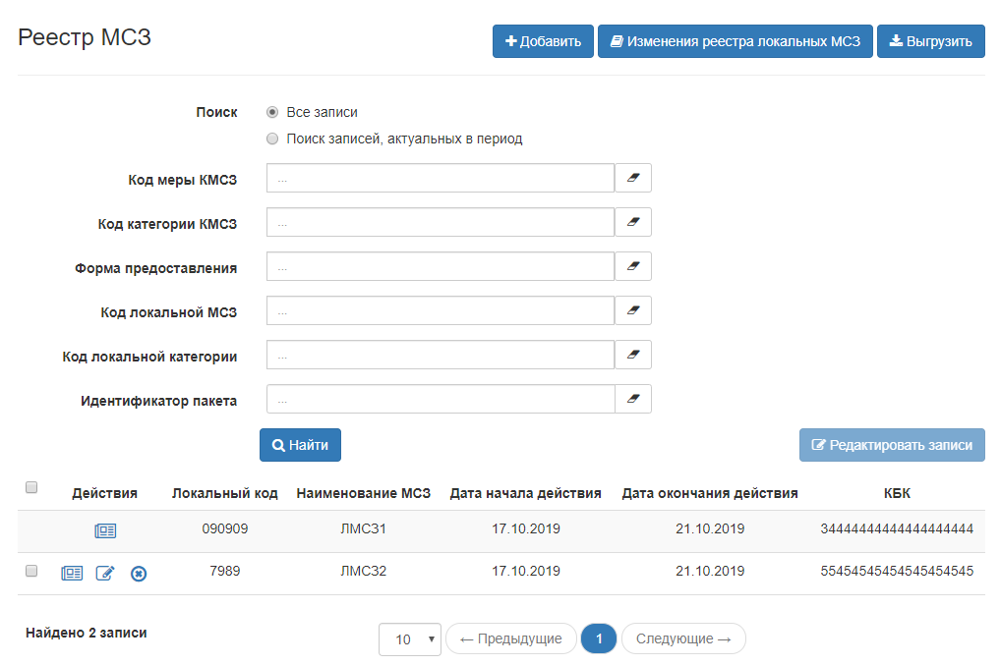 Реестр МСЗ
Добавить Изменения реестра локальных МСЗ Выгрузить
Поиск Все записи
Поиск записей, актуальных в период
Код меры КМСЗ ...
Код категории КМСЗ ...
Форма предоставления ...
Код локальной МСЗ ...
Код локальной категории ...
Идентификатор пакета ...
Найти Редактировать записи
Действия Локальный код Наименование МСЗ Дата начала действия Дата окончания действия КБК
090909 ЛМСЗ1 17.10.2019 21.10.2019 34444444444444444444
7989 ЛМСЗ2 17.10.2019 21.10.2019 55454545454545454545
Найдено 2 записи 10 ← Предыдущие 1 Следующие →